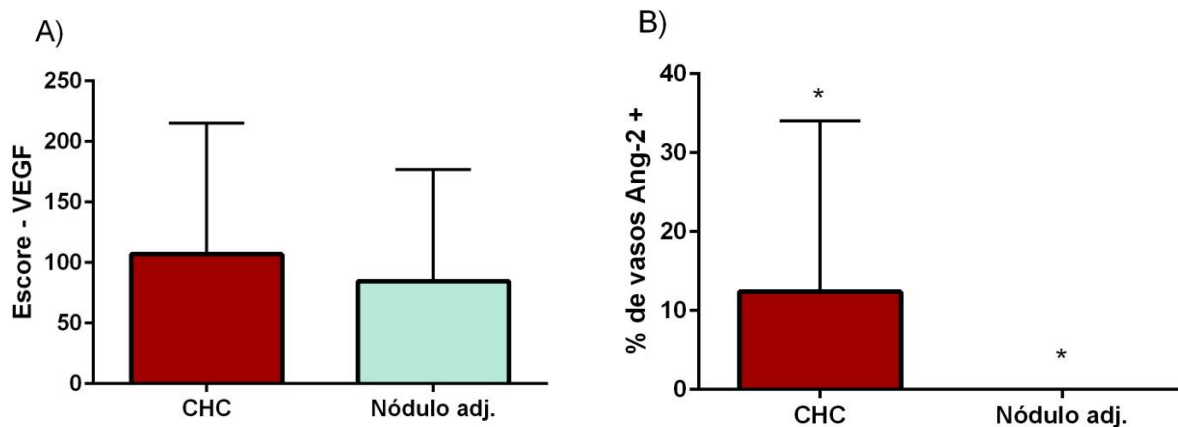 A)
Escore - VEGF
250
200
150
100
50
0
CHC
Nódulo adj.
B)
% de vasos Ang-2 +
40
30
20
10
0
*
*
CHC
Nódulo adj.